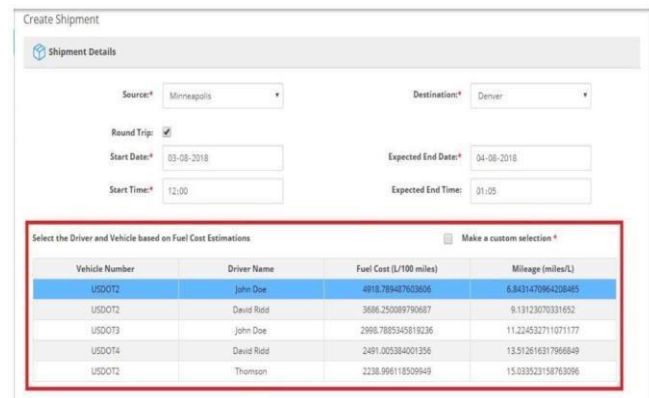 Create Shipment
Shipment Details
Source:* Minneapolis Destination:* Denver
Round Trip:
Start Date:* 03-08-2018 Expected End Date:* 04-08-2018
Start Time:* 12:00 Expected End Time: 01:05
Select the Driver and Vehicle based on Fuel Cost Estimations Make a custom selection *
Vehicle Number Driver Name Fuel Cost (L/100 miles) Mileage (miles/L)
USDOT2 John Doe 4918.789487603606 6.8431470964208465
USDOT2 David Ridd 3686.250089790687 9.13123070331652
USDOT3 John Doe 2998.7885345819236 11.224532711071177
USDOT4 David Ridd 2491.005384001356 13.512616317966849
USDOT2 Thomson 2238.996118509949 15.033523158763096